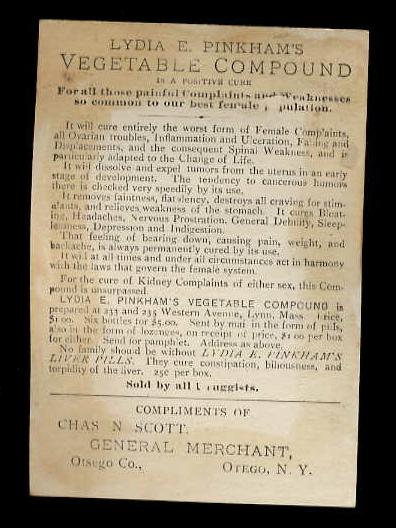 LYDIA E. PINKHAM'S
VEGETABLE COMPOUND
IS A POSITIVE CURE
For all those painful Complaints and Weaknesses
so common to our best female
It will cure entirely the worst form of Female Complaints,
all Ovarian troubles, Inflammation and Ulceration, Falling and
Displacements, and the consequent Spinal Weakness, and is
particularly adapted to the Change of Life.
It will dissolve and expel tumors from the uterus in an early
stage of development. The tendency to cancerous humors
there is checked very speedily by its use.
It removes faintness, flatulency, destroys all craving for stim-
ulants, and relieves weakness of the stomach. It cures Bloat-
ing, Headaches, Nervous Prostration, General Debility, Sleep-
lessness, Depression and Indigestion.
That feeling of bearing down, causing pain, weight, and
backache, is always permanently cured by its use.
It will at all times and under all circumstances act in harmony
with the laws that govern the female system.
For the cure of Kidney Complaints of either sex, this Com-
pound is unsurpassed.
LYDIA E. PINKHAM'S VEGETABLE COMPOUND is
prepared at 233 and 235 Western Avenue, Lynn, Mass. Price,
$1.00. Six bottles for $5.00. Sent by mail in the form of pills,
also in the form of lozenges, on receipt of price, $1.00 per box
for either. Send for pamphlet. Address as above.
No family should be without LYDIA E. PINKHAM'S
LIVER PILLS. They cure constipation, biliousness, and
torpidity of the liver. 25c per box.
Sold by all
COMPLIMENTS OF
CHAS N SCOTT.
GENERAL MERCHANT,
Otsego Co., OTEGO, N. Y.